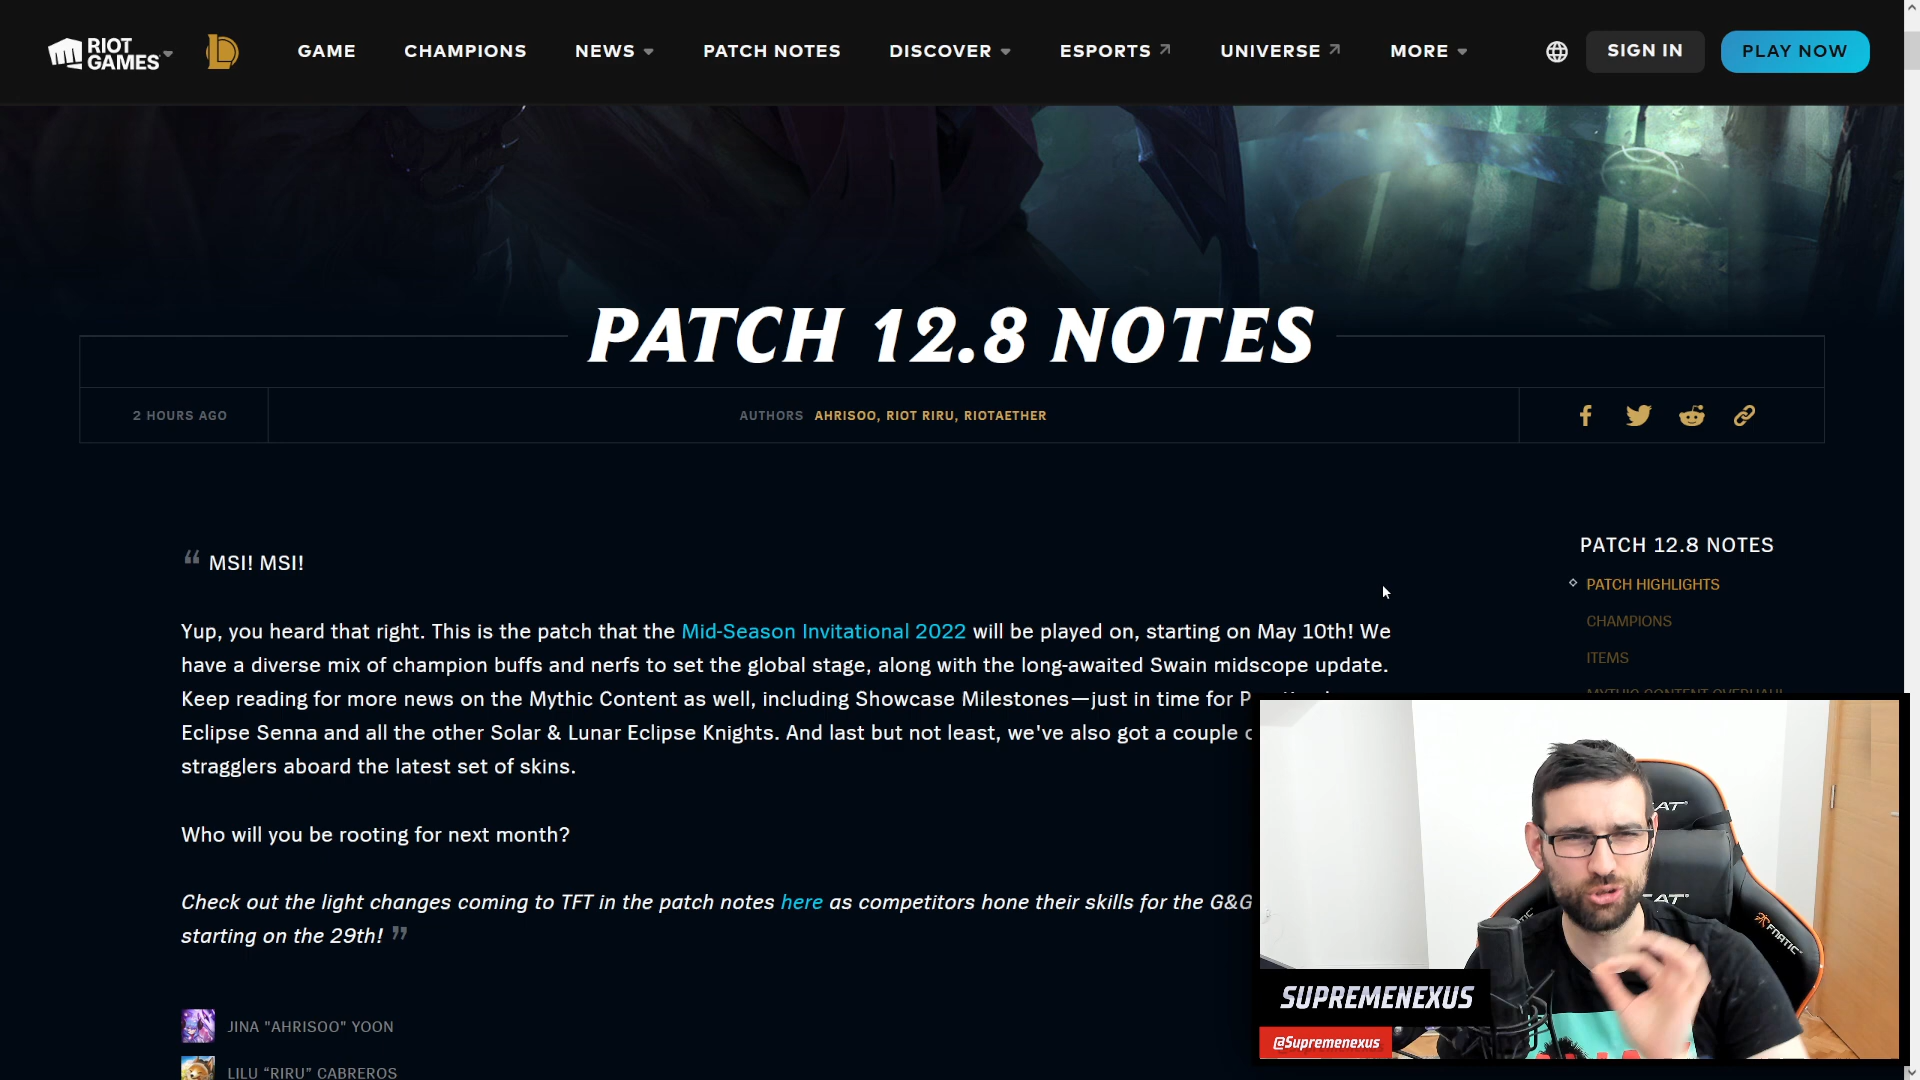 RIOT GAMES
GAME
CHAMPIONS
NEWS
PATCH NOTES
DISCOVER
ESPORTS
UNIVERSE
MORE
SIGN IN
PLAY NOW
PATCH 12.8 NOTES
2 HOURS AGO
AUTHORS AHRISOO, RIOT RIRU, RIOTAETHER
“ MSI! MSI!
Yup, you heard that right. This is the patch that the Mid-Season Invitational 2022 will be played on, starting on May 10th! We
have a diverse mix of champion buffs and nerfs to set the global stage, along with the long-awaited Swain midscope update.
Keep reading for more news on the Mythic Content as well, including Showcase Milestones—just in time for
Eclipse Senna and all the other Solar & Lunar Eclipse Knights. And last but not least, we've also got a couple
stragglers aboard the latest set of skins.
Who will you be rooting for next month?
Check out the light changes coming to TFT in the patch notes here as competitors hone their skills for the G&G
starting on the 29th! ”
JINA "AHRISOO" YOON
LILU “RIRU” CABREROS
PATCH 12.8 NOTES
PATCH HIGHLIGHTS
CHAMPIONS
ITEMS
MYTHIC CONTENT OVERHAUL
FNATIC
SUPREMENEXUS
@Supremenexus